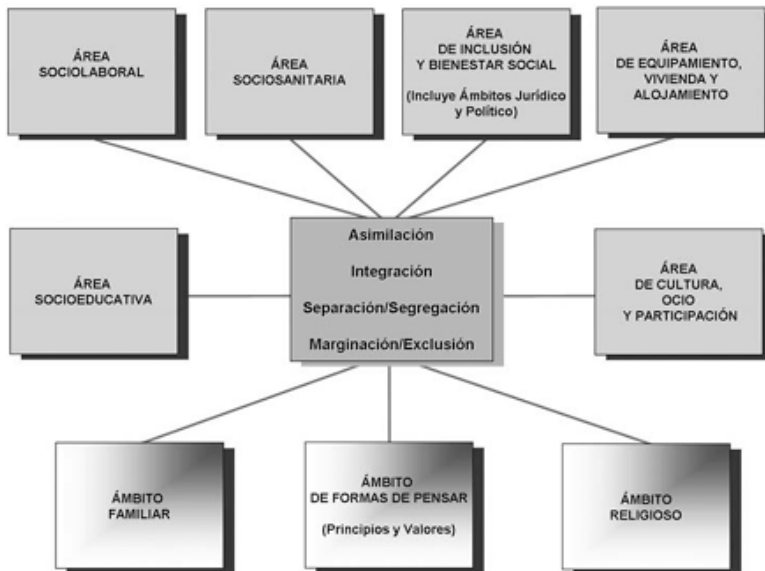 ÁREA
SOCIOLABORAL
ÁREA
SOCIOSANITARIA
ÁREA
DE INCLUSIÓN
Y BIENESTAR SOCIAL
(Incluye Ámbitos Jurídico
y Político)
ÁREA
DE EQUIPAMIENTO,
VIVIENDA Y
ALOJAMIENTO
ÁREA
SOCIOEDUCATIVA
Asimilación
Integración
Separación/Segregación
Marginación/Exclusión
ÁREA
DE CULTURA,
OCIO
Y PARTICIPACIÓN
ÁMBITO
FAMILIAR
ÁMBITO
DE FORMAS DE PENSAR
(Principios y Valores)
ÁMBITO
RELIGIOSO